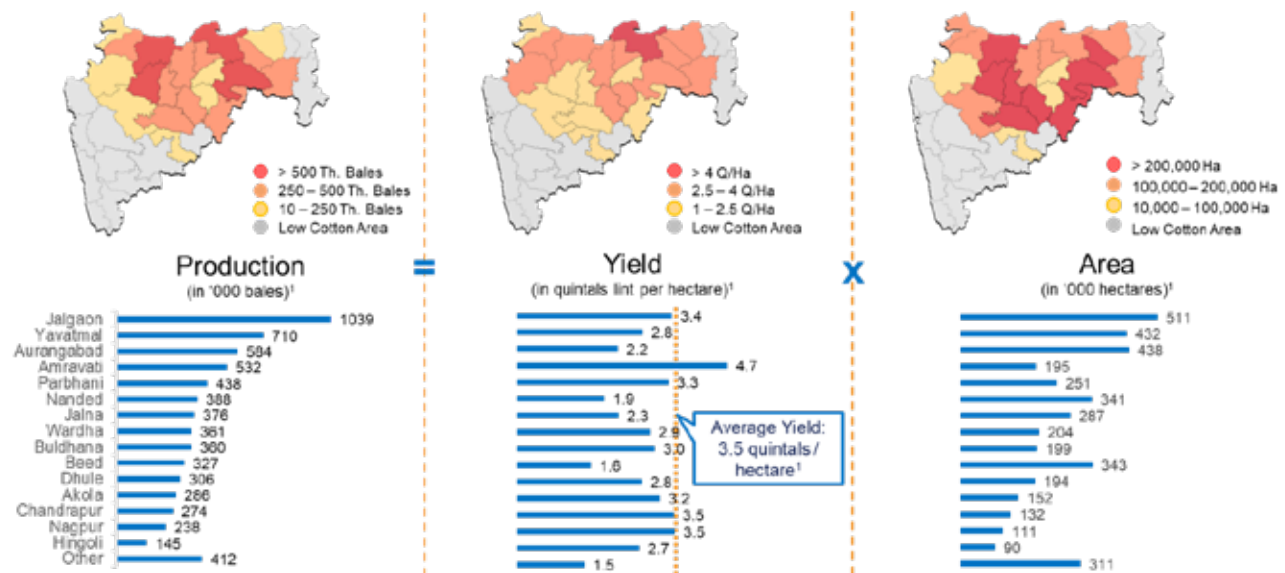 > 500 Th. Bales
250 – 500 Th. Bales
10 – 250 Th. Bales
Low Cotton Area
> 4 Q/Ha
2.5 – 4 Q/Ha
1 – 2.5 Q/Ha
Low Cotton Area
> 200,000 Ha
100,000 – 200,000 Ha
10,000 – 100,000 Ha
Low Cotton Area
Production
(in '000 bales)¹
=
Yield
(in quintals lint per hectare)¹
x
Area
(in '000 hectares)¹
Jalgaon 1039 3.4 511
Yavatmal 710 2.8 432
Aurangabad 584 2.2 438
Amravati 532 4.7 195
Parbhani 438 3.3 251
Nanded 388 1.9 341
Jalna 376 2.3 287
Wardha 361 2.9 204
Buldhana 360 3.0 199
Beed 327 1.6 343
Dhule 306 2.8 194
Akola 286 3.2 152
Chandrapur 274 3.5 132
Nagpur 238 3.5 111
Hingoli 145 2.7 90
Other 412 1.5 311
Average Yield:
3.5 quintals /
hectare¹